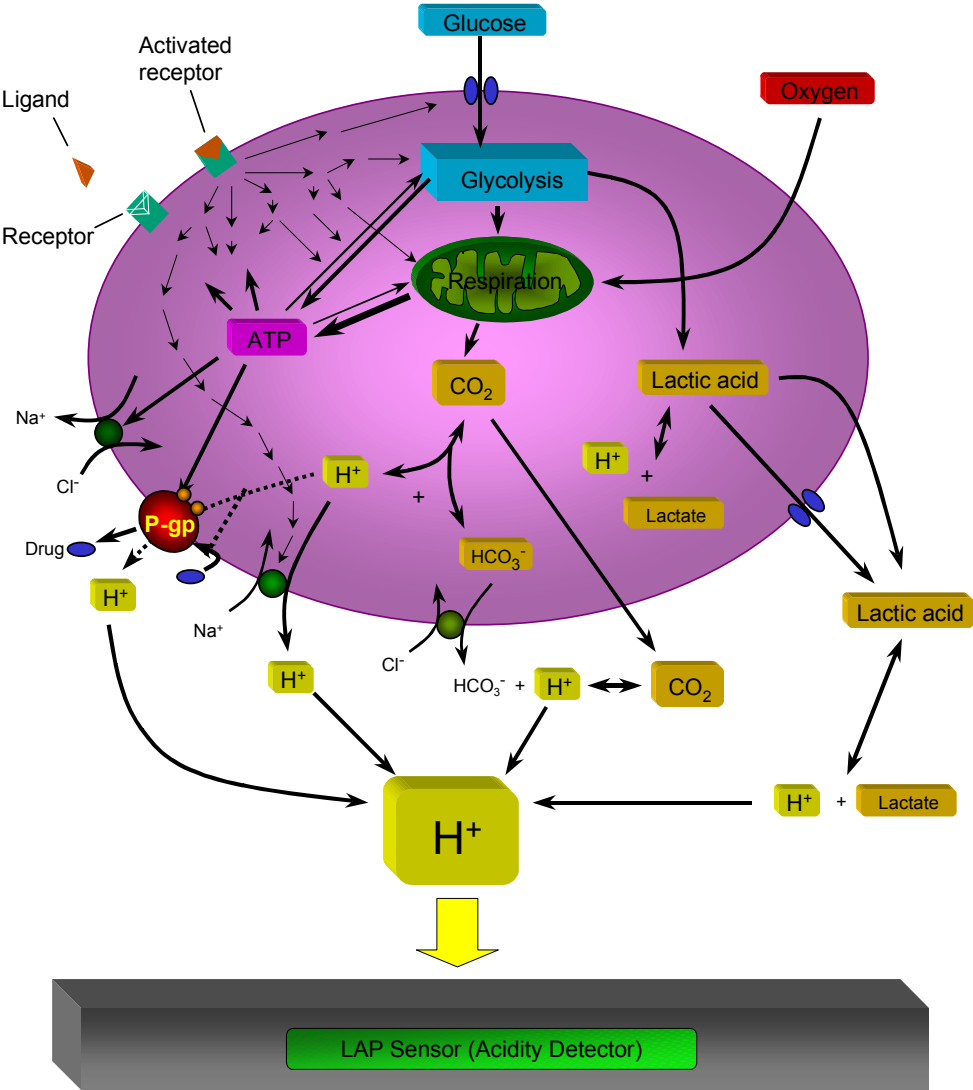 Glucose
Activated
receptor
Ligand
Oxygen
Glycolysis
Receptor
Respiration
ATP
CO₂
Lactic acid
Na⁺
H⁺
+
H⁺
+
Cl⁻
Lactate
P-gp
Drug
HCO₃⁻
H⁺
Lactic acid
Na⁺
Cl⁻
H⁺
HCO₃⁻ + H⁺
CO₂
H⁺ + Lactate
H⁺
LAP Sensor (Acidity Detector)